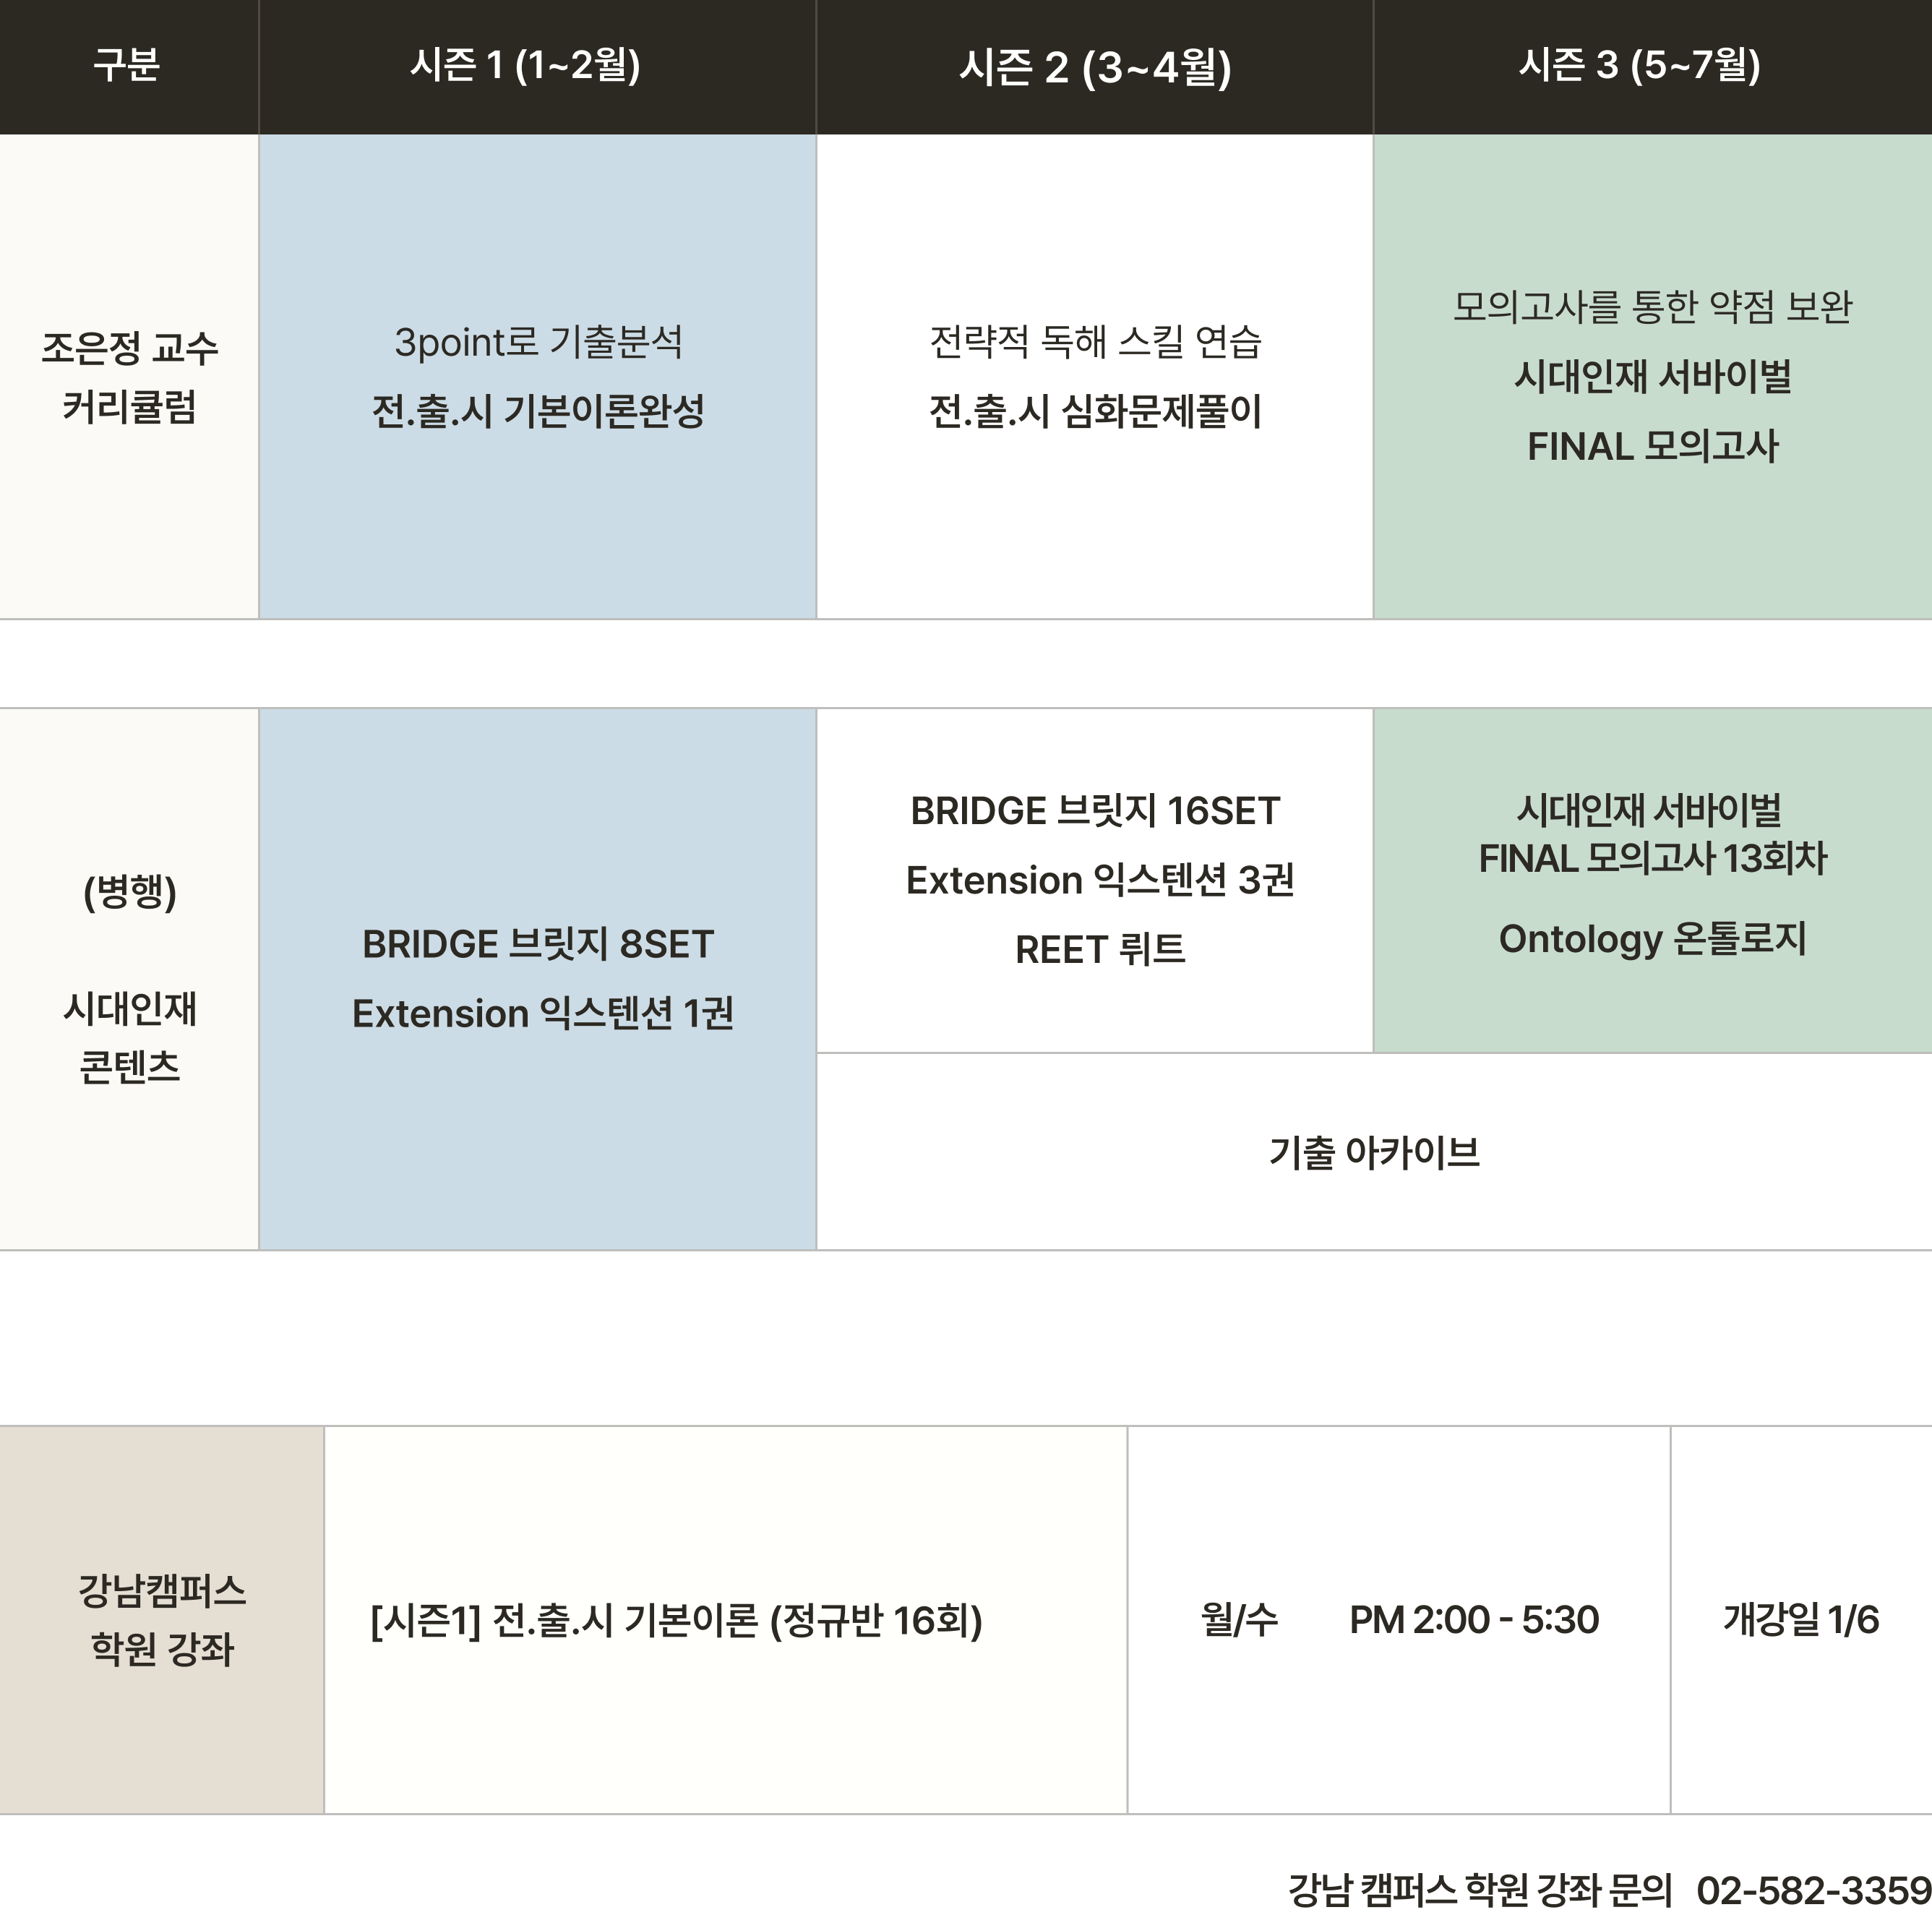 구분
시즌 1 (1~2월)
시즌 2 (3~4월)
시즌 3 (5~7월)
조은정 교수
커리큘럼
3point로 기출분석
전.출.시 기본이론완성
전략적 독해 스킬 연습
전.출.시 심화문제풀이
모의고사를 통한 약점 보완
시대인재 서바이벌
FINAL 모의고사
(병행)
시대인재
콘텐츠
BRIDGE 브릿지 8SET
Extension 익스텐션 1권
BRIDGE 브릿지 16SET
Extension 익스텐션 3권
REET 뤼트
시대인재 서바이벌
FINAL 모의고사 13회차
Ontology 온톨로지
기출 아카이브
강남캠퍼스
학원 강좌
[시즌1] 전.출.시 기본이론 (정규반 16회)
월/수 PM 2:00 - 5:30
개강일 1/6
강남 캠퍼스 학원 강좌 문의 02-582-3359